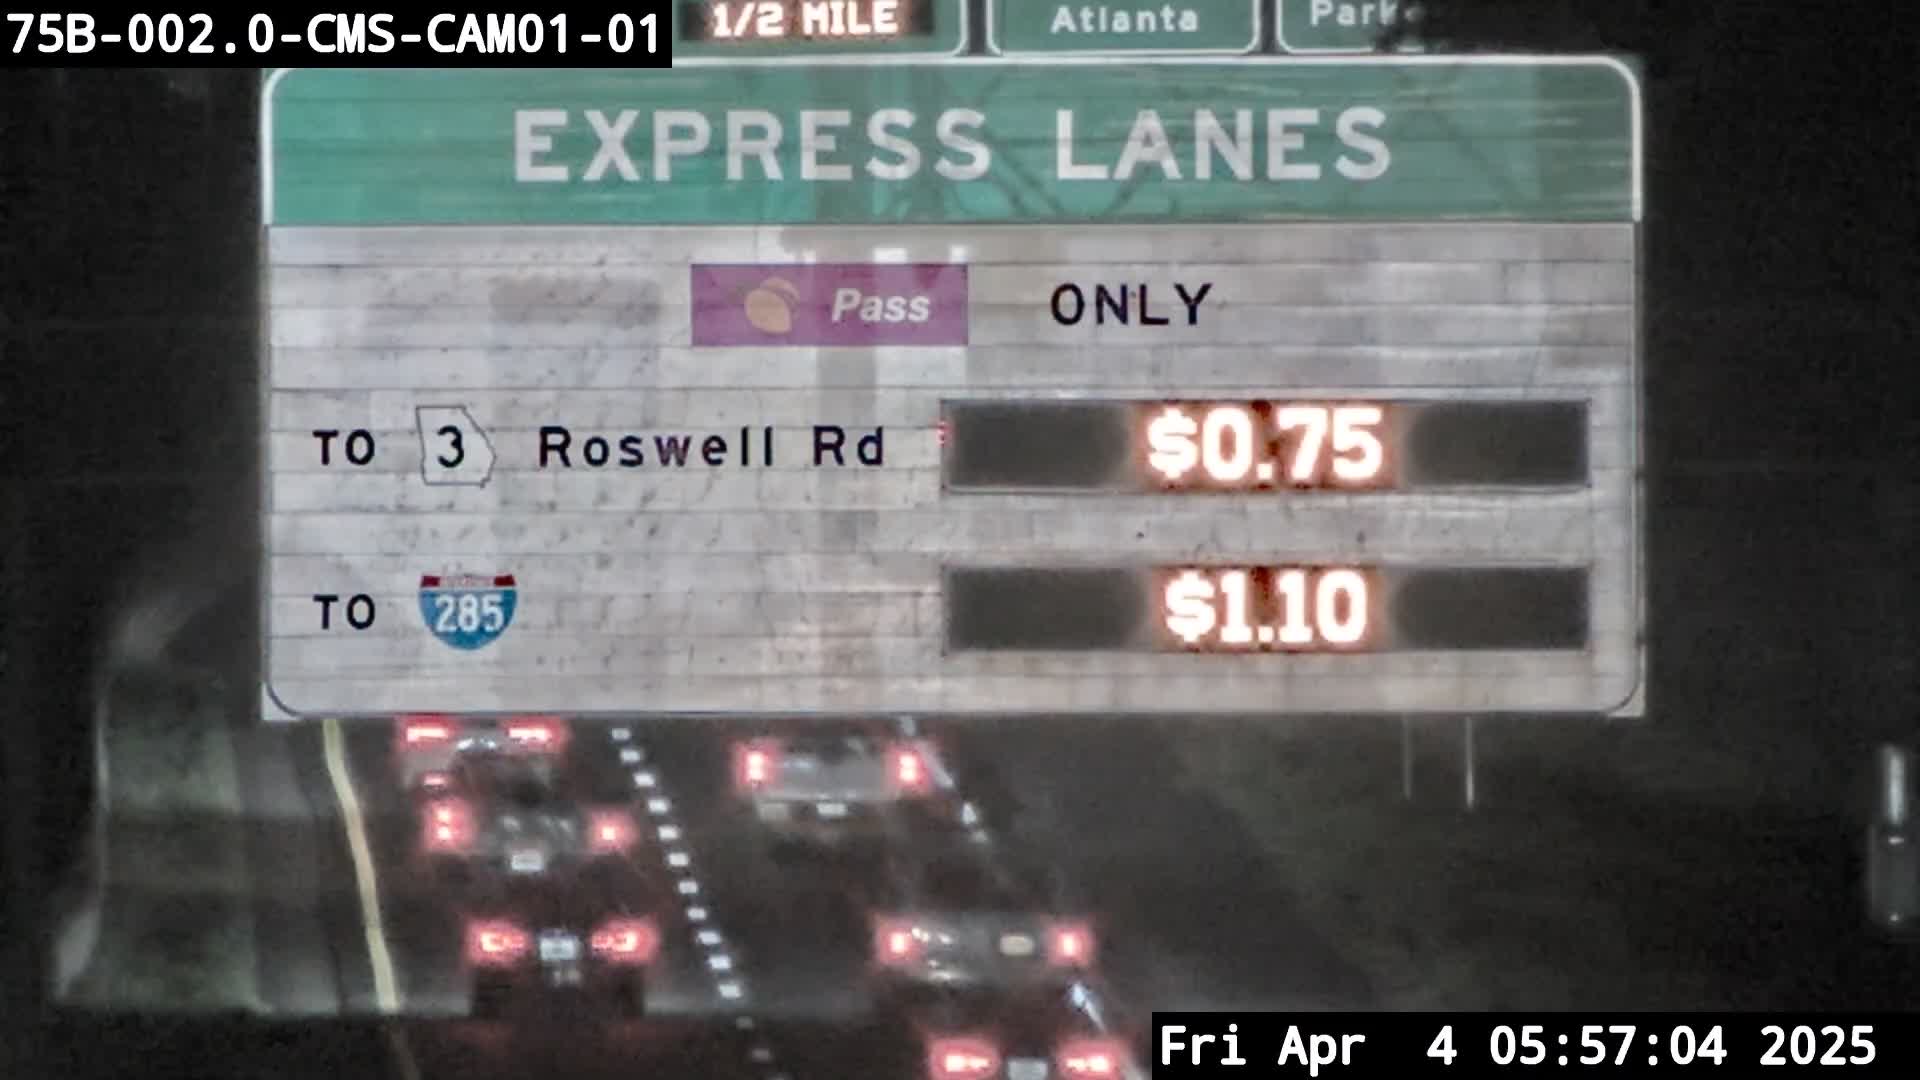 75B-002.0-CMS-CAM01-01
1/2 MILE
Atlanta
EXPRESS LANES
Pass ONLY
TO 3 Roswell Rd $0.75
TO 285 $1.10
Fri Apr 4 05:57:04 2025